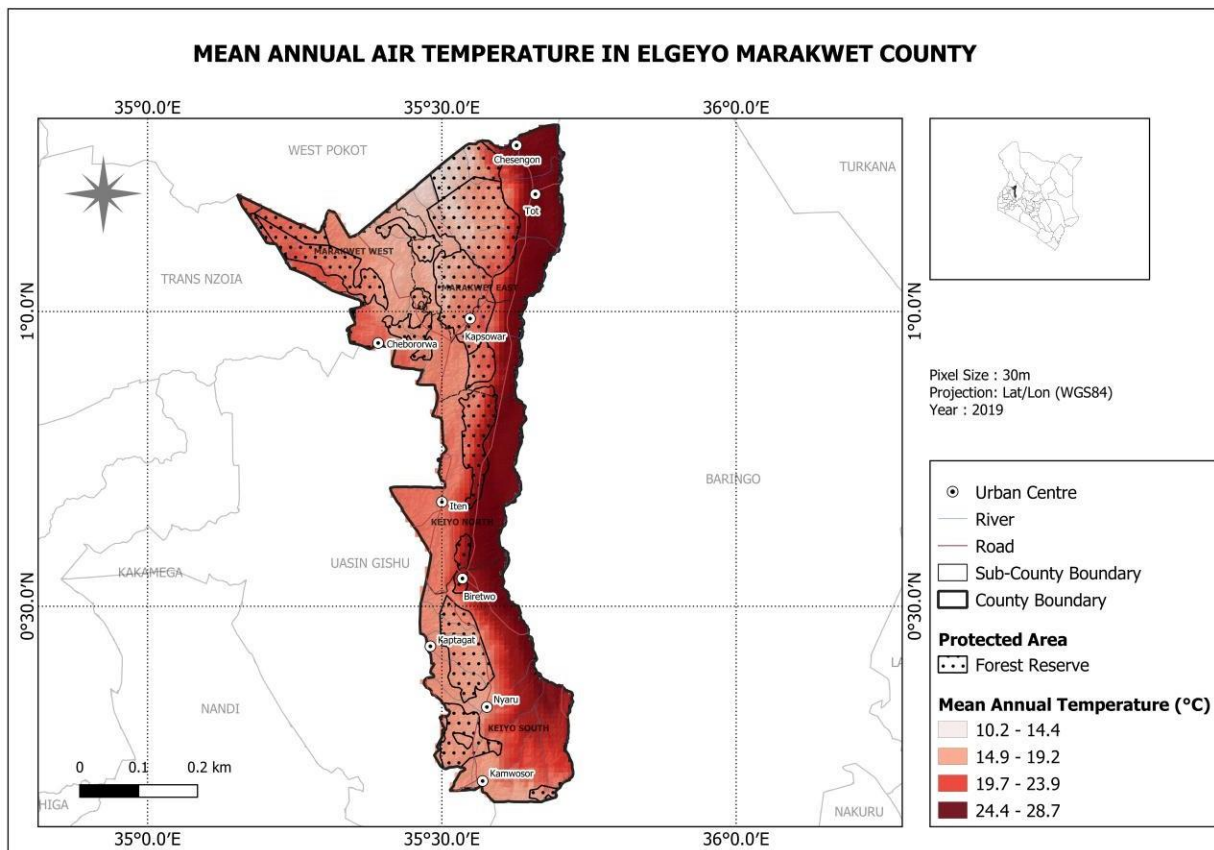 MEAN ANNUAL AIR TEMPERATURE IN ELGEYO MARAKWET COUNTY
35°0.0'E
35°30.0'E
36°0.0'E
WEST POKOT
TURKANA
Chesengon
Tot
MARAKWET WEST
TRANS NZOIA
MARAKWET EAST
1°0.0'N
1°0.0'N
Kapsowar
Chebororwa
Pixel Size : 30m
Projection: Lat/Lon (WGS84)
Year : 2019
BARINGO
Iten
KEIYO NORTH
UASIN GISHU
KAKAMEGA
Biretwo
0°30.0'N
0°30.0'N
Kaptagat
NANDI
Nyaru
KEIYO SOUTH
Kamwosor
0 0.1 0.2 km
HIGA
NAKURU
LA
35°0.0'E
35°30.0'E
36°0.0'E
Urban Centre
River
Road
Sub-County Boundary
County Boundary
Protected Area
Forest Reserve
Mean Annual Temperature (°C)
10.2 - 14.4
14.9 - 19.2
19.7 - 23.9
24.4 - 28.7